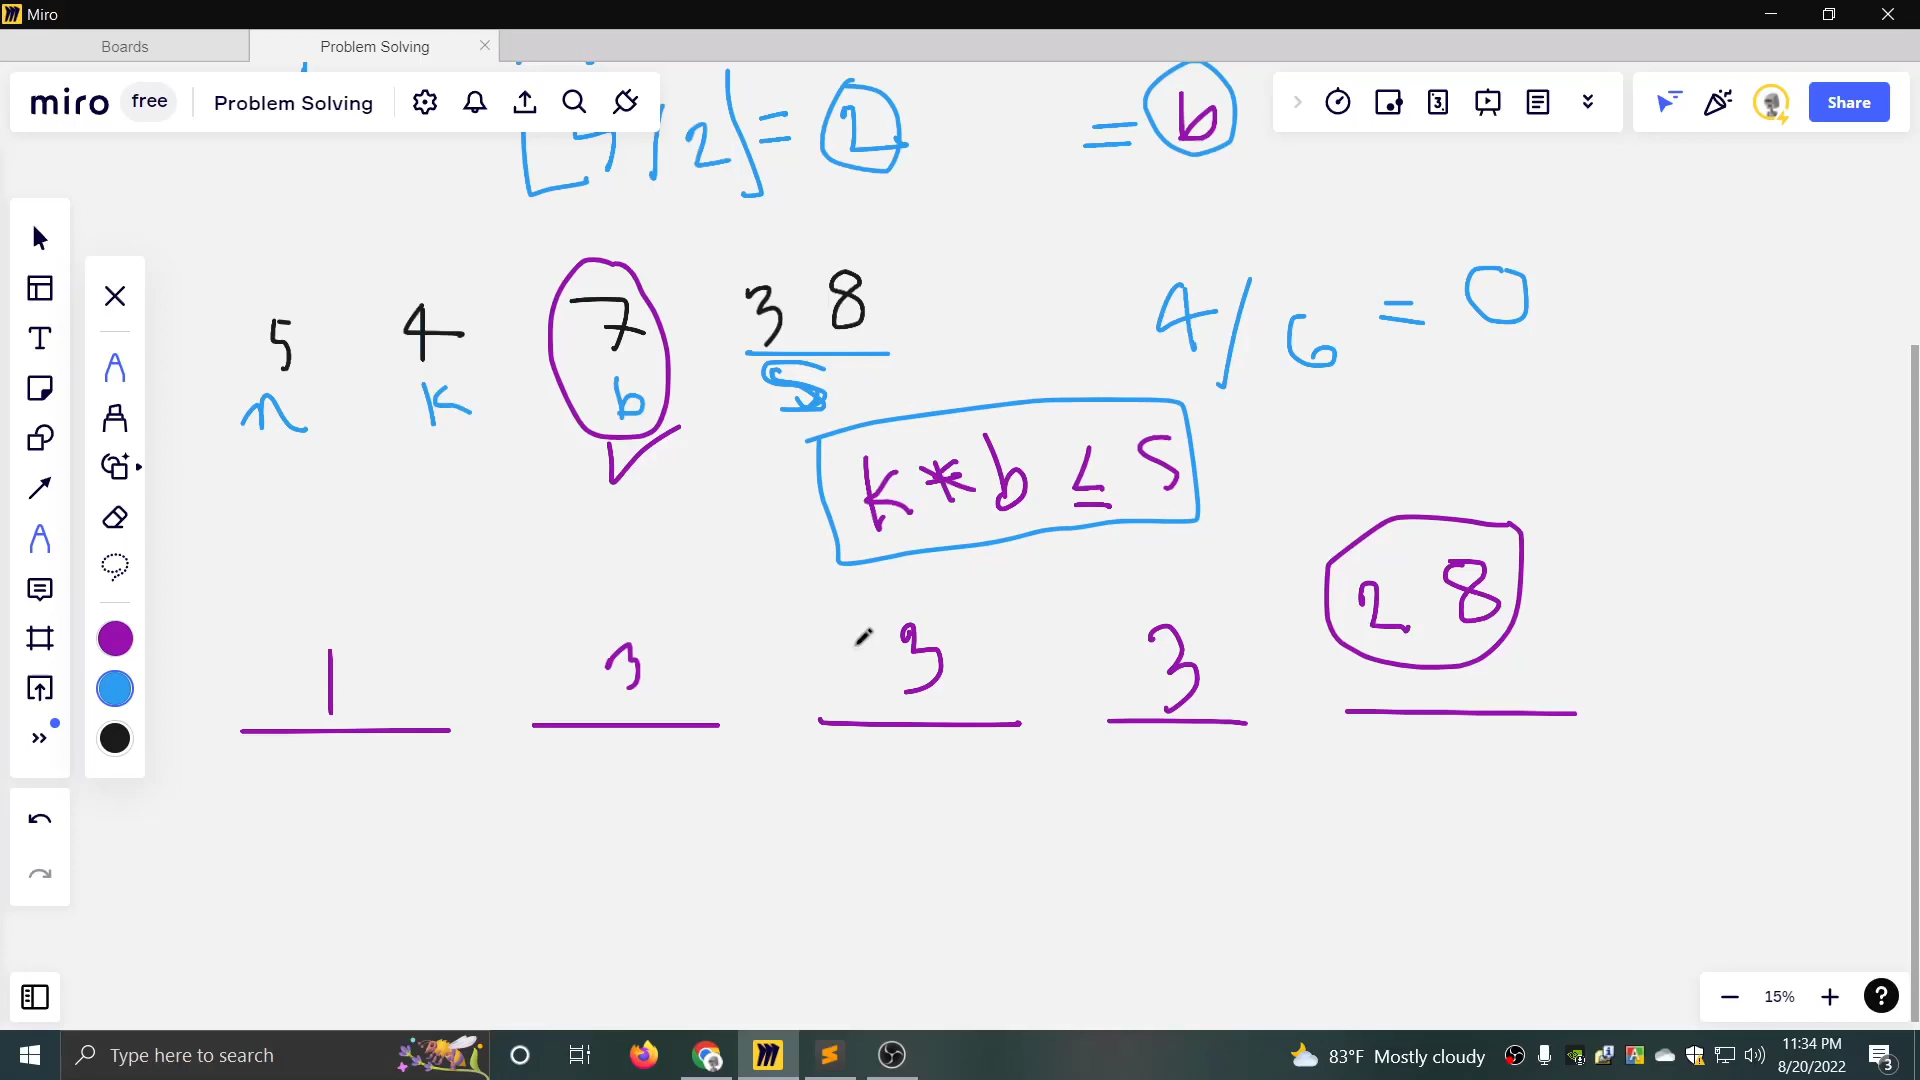 Miro
Boards
Problem Solving
miro free Problem Solving
Share
2 = 2
= b
5 4 7 3 8
n k b S
4 / 6 = 0
k * b ≤ S
1 3 3 3 2 8
15%
Type here to search
83°F Mostly cloudy
11:34 PM
8/20/2022
3